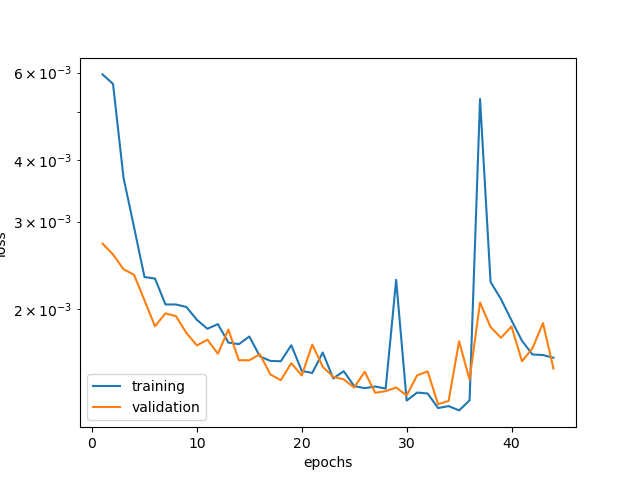 6 × 10⁻³
4 × 10⁻³
3 × 10⁻³
2 × 10⁻³
loss
training
validation
0 10 20 30 40
epochs